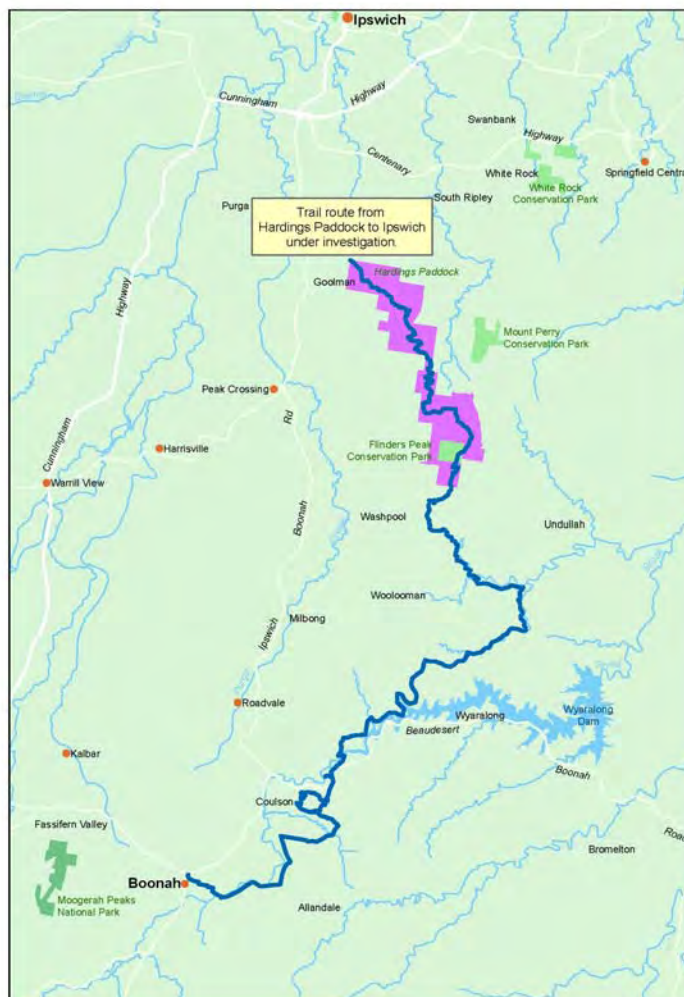 Ipswich
Cunningham
Highway
Swanbank
Highway
Centenary
White Rock
Springfield Central
White Rock
Conservation Park
South Ripley
Purga
Trail route from
Hardings Paddock to Ipswich
under investigation.
Hardings Paddock
Goolman
Highway
Mount Perry
Conservation Park
Peak Crossing
Rd
Cunningham
Harrisville
Flinders Peak
Conservation Park
Warrill View
Washpool
Undullah
Boonah
Woolooman
Milbong
Ipswich
Roadvale
Wyaralong
Wyaralong
Dam
Beaudesert
Kalbar
Boonah
Coulson
Fassifern Valley
Road
Bromelton
Boonah
Moogerah Peaks
National Park
Allandale